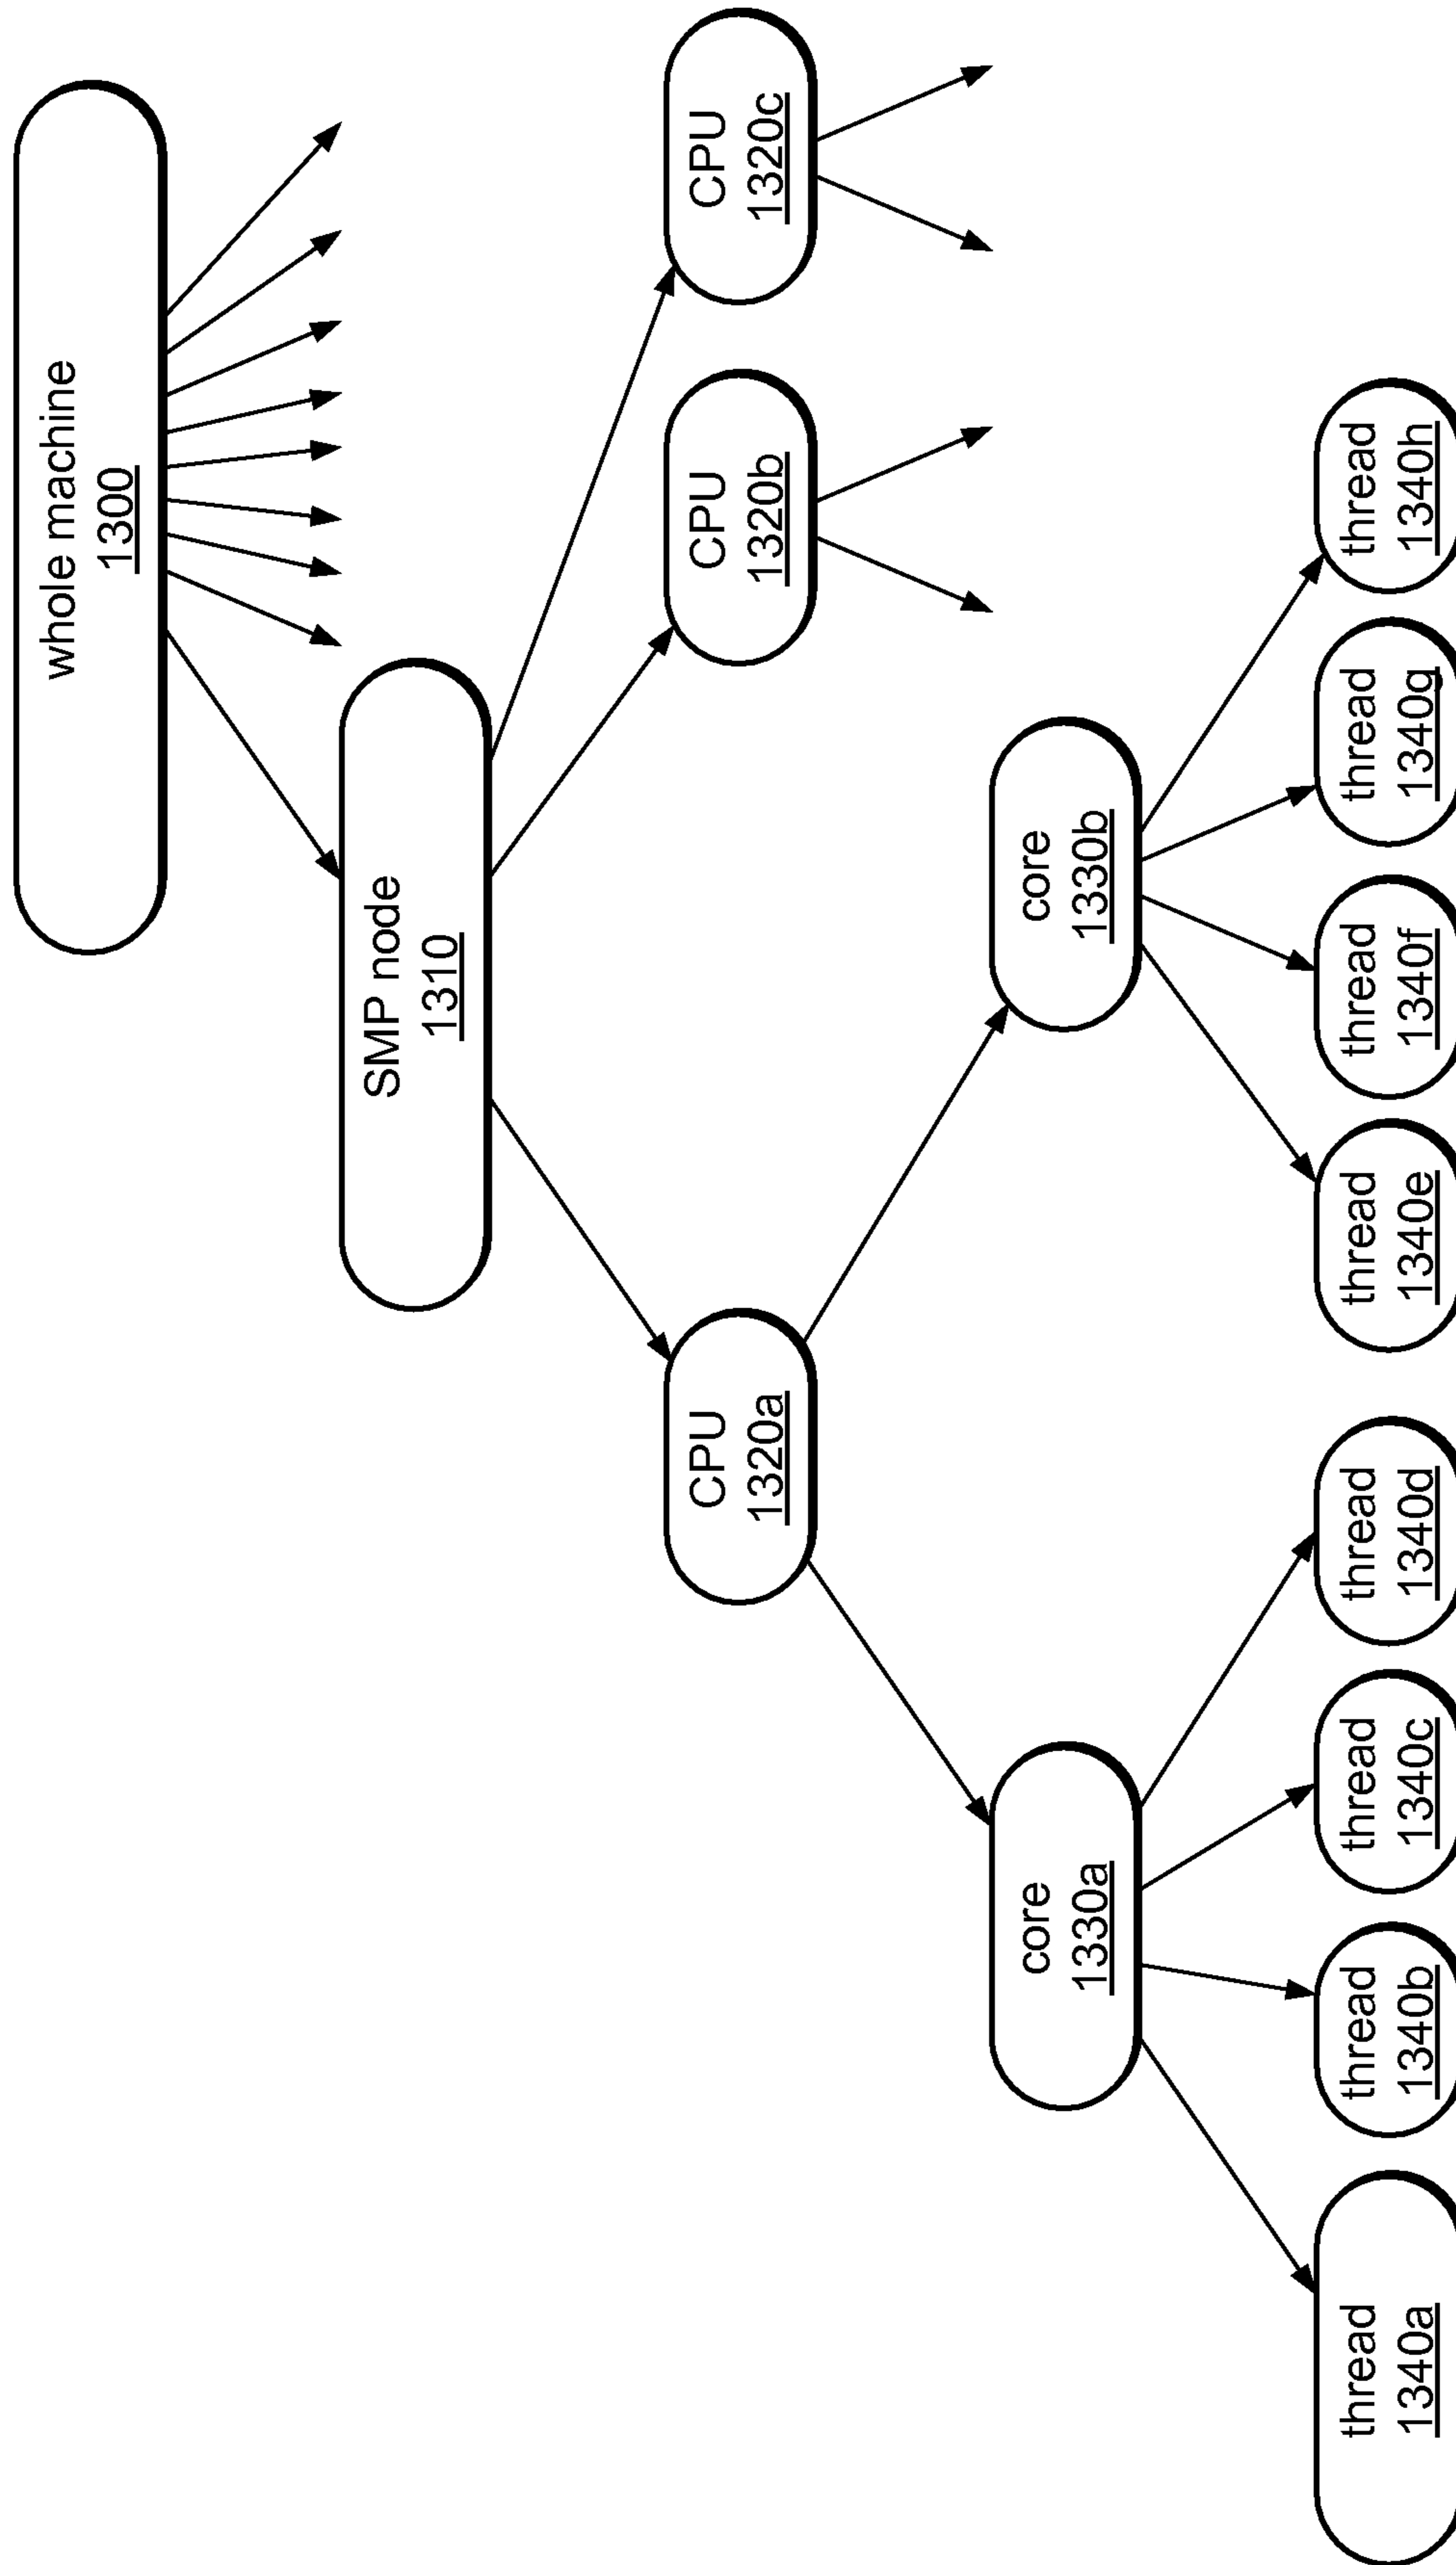 whole machine
1300
SMP node
1310
CPU
1320a
CPU
1320b
CPU
1320c
core
1330a
core
1330b
thread
1340a
thread
1340b
thread
1340c
thread
1340d
thread
1340e
thread
1340f
thread
1340g
thread
1340h